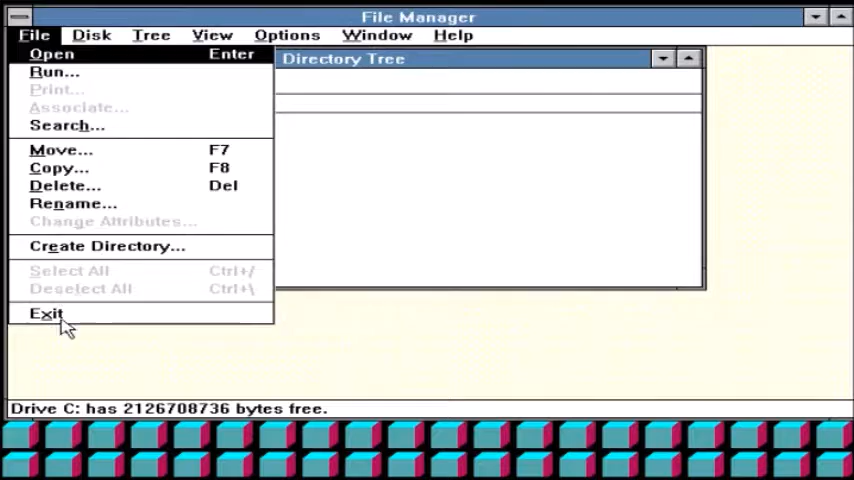 File Manager
File Disk Tree View Options Window Help
Open Enter
Directory Tree
Run...
Print...
Associate...
Search...
Move... F7
Copy... F8
Delete... Del
Rename...
Change Attributes...
Create Directory...
Select All Ctrl+/
Deselect All Ctrl+\
Exit
Drive C: has 2126708736 bytes free.